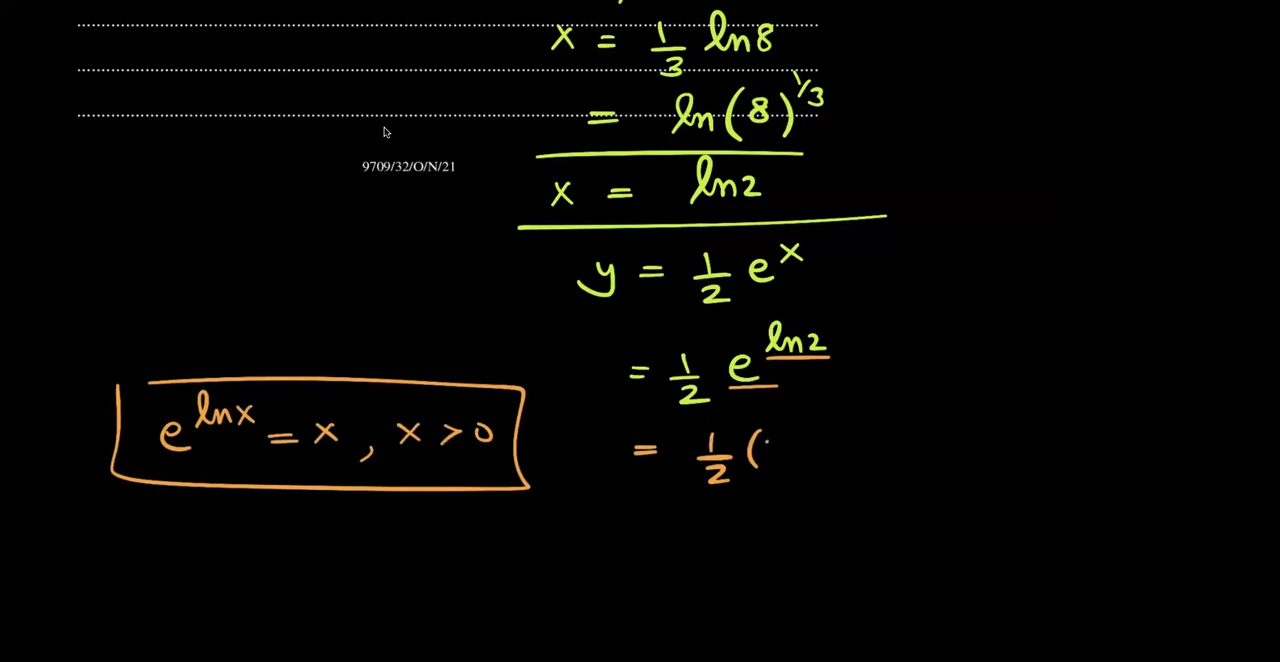 x = 1/3 ln8
= ln(8)^1/3
9709/32/O/N/21
x = ln2
y = 1/2 e^x
= 1/2 e^ln2
e^lnx = x , x > 0
= 1/2 (